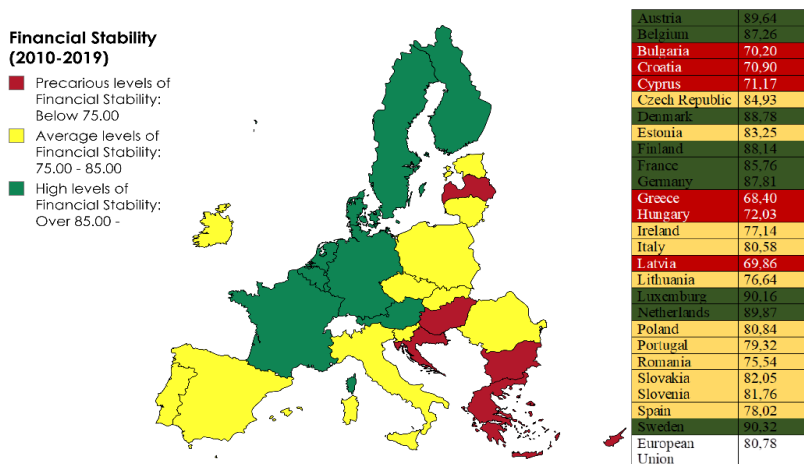 Financial Stability
(2010-2019)
Precarious levels of
Financial Stability:
Below 75.00
Average levels of
Financial Stability:
75.00 - 85.00
High levels of
Financial Stability:
Over 85.00 -
Austria 89,64
Belgium 87,26
Bulgaria 70,20
Croatia 70,90
Cyprus 71,17
Czech Republic 84,93
Denmark 88,78
Estonia 83,25
Finland 88,14
France 85,76
Germany 87,81
Greece 68,40
Hungary 72,03
Ireland 77,14
Italy 80,58
Latvia 69,86
Lithuania 76,64
Luxemburg 90,16
Netherlands 89,87
Poland 80,84
Portugal 79,32
Romania 75,54
Slovakia 82,05
Slovenia 81,76
Spain 78,02
Sweden 90,32
European 80,78
Union